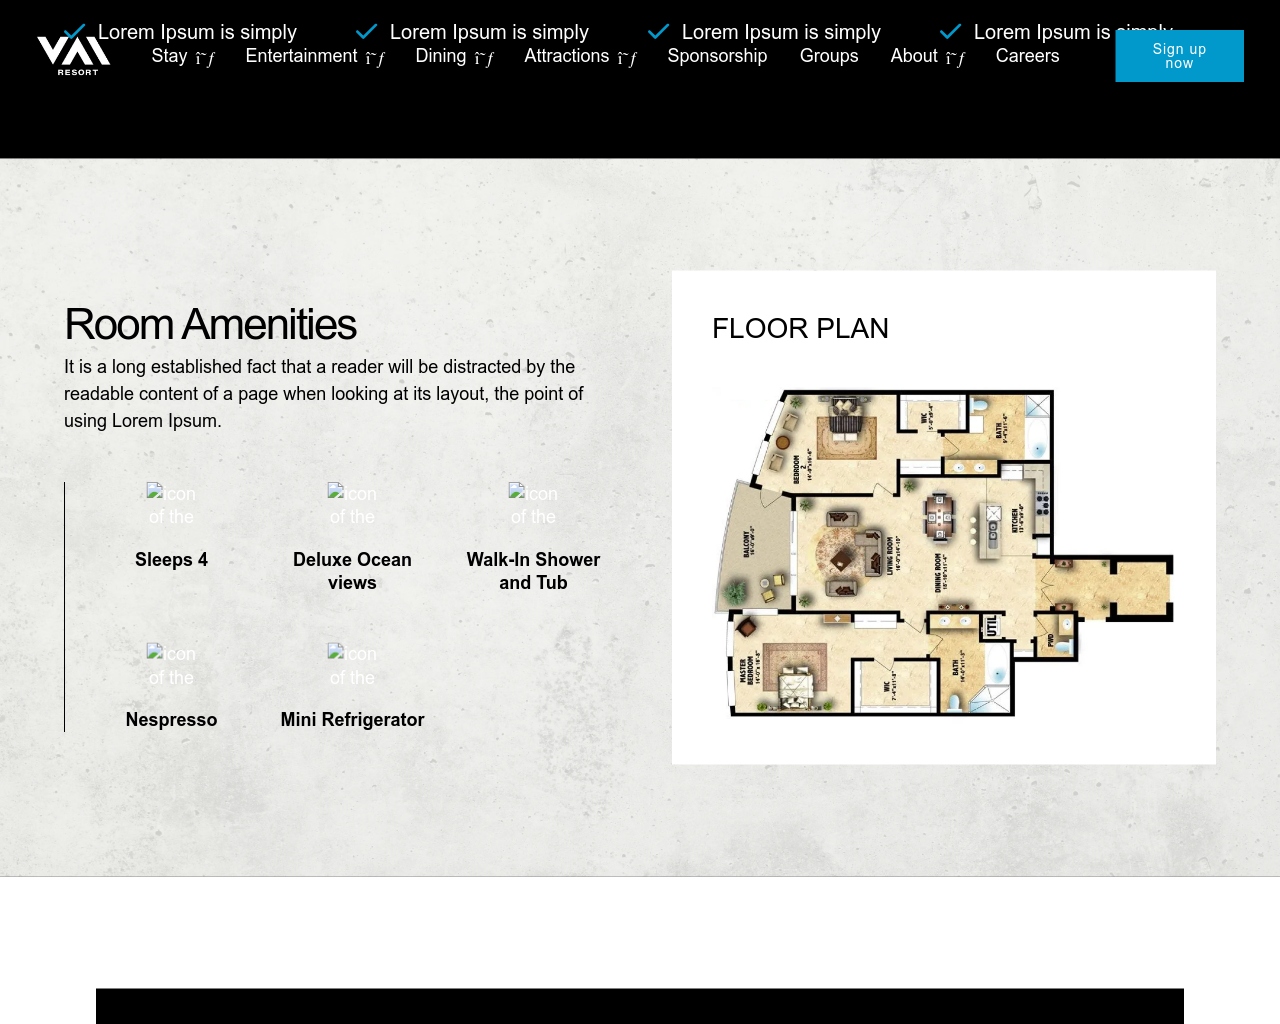 Lorem Ipsum is simply
Lorem Ipsum is simply
Lorem Ipsum is simply
Lorem Ipsum is simply
VAI
RESORT
Stay îƒ
Entertainment îƒ
Dining îƒ
Attractions îƒ
Sponsorship
Groups
About îƒ
Careers
Sign up
now
Room Amenities
It is a long established fact that a reader will be distracted by the
readable content of a page when looking at its layout, the point of
using Lorem Ipsum.
icon
of the
icon
of the
icon
of the
Sleeps 4
Deluxe Ocean
views
Walk-In Shower
and Tub
icon
of the
icon
of the
Nespresso
Mini Refrigerator
FLOOR PLAN
WIC
BATH
BEDROOM
2
BALCONY
LIVING ROOM
DINING ROOM
KITCHEN
UTIL
PWD
MASTER
BEDROOM
WIC
BATH